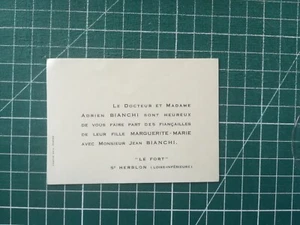 Le Docteur et Madame
Adrien BIANCHI sont heureux
de vous faire part des fiançailles
de leur fille MARGUERITE-MARIE
avec Monsieur Jean BIANCHI.
"LE FORT"
St HERBLON (LOIRE-INFÉRIEURE)